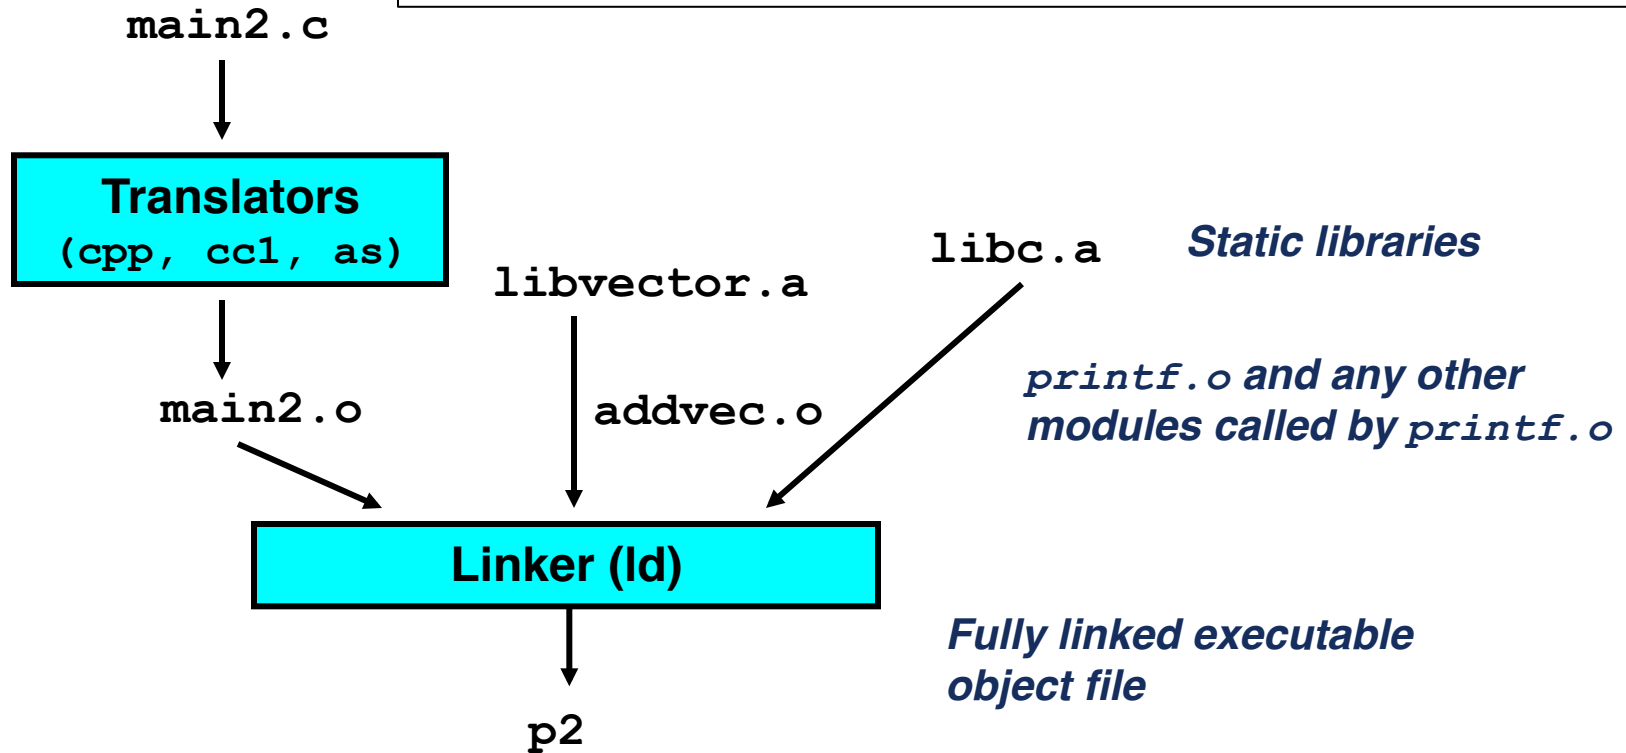 main2.c
Translators
(cpp, cc1, as)
libc.a
Static libraries
libvector.a
printf.o and any other
modules called by printf.o
main2.o
addvec.o
Linker (ld)
Fully linked executable
object file
p2